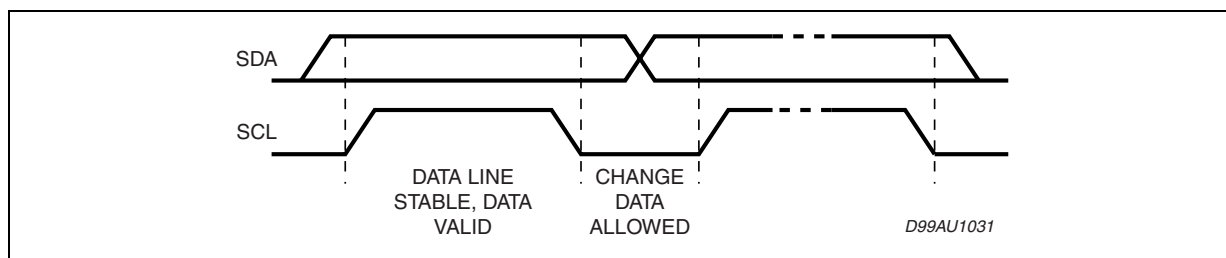 SDA
SCL
DATA LINE
STABLE, DATA
VALID
CHANGE
DATA
ALLOWED
D99AU1031